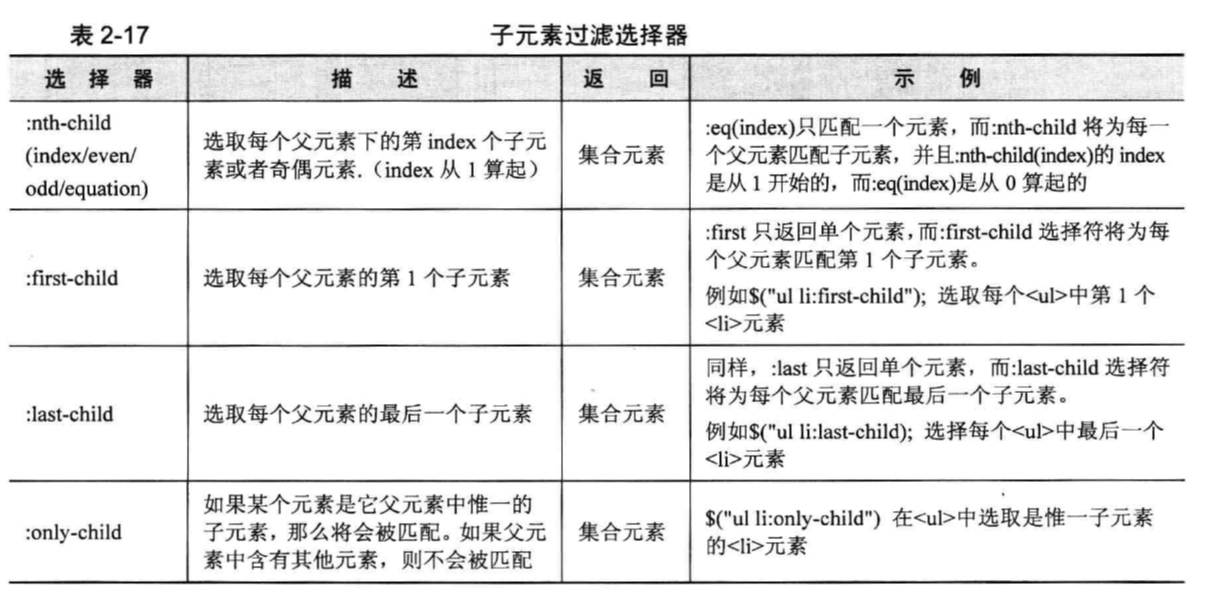 表 2-17 子元素过滤选择器
选 择 器 描 述 返 回 示 例
:nth-child
(index/even/
odd/equation)
选取每个父元素下的第 index 个子元
素或者奇偶元素.（index 从 1 算起）
集合元素
:eq(index)只匹配一个元素，而:nth-child 将为每一
个父元素匹配子元素，并且:nth-child(index)的 index
是从 1 开始的，而:eq(index)是从 0 算起的
:first-child
选取每个父元素的第 1 个子元素
集合元素
:first 只返回单个元素，而:first-child 选择符将为每
个父元素匹配第 1 个子元素。
例如$("ul li:first-child"); 选取每个<ul>中第 1 个
<li>元素
:last-child
选取每个父元素的最后一个子元素
集合元素
同样，:last 只返回单个元素，而:last-child 选择符
将为每个父元素匹配最后一个子元素。
例如$("ul li:last-child); 选择每个<ul>中最后一个
<li>元素
:only-child
如果某个元素是它父元素中惟一的
子元素，那么将会被匹配。如果父元
素中含有其他元素，则不会被匹配
集合元素
$("ul li:only-child") 在<ul>中选取是惟一子元素
的<li>元素